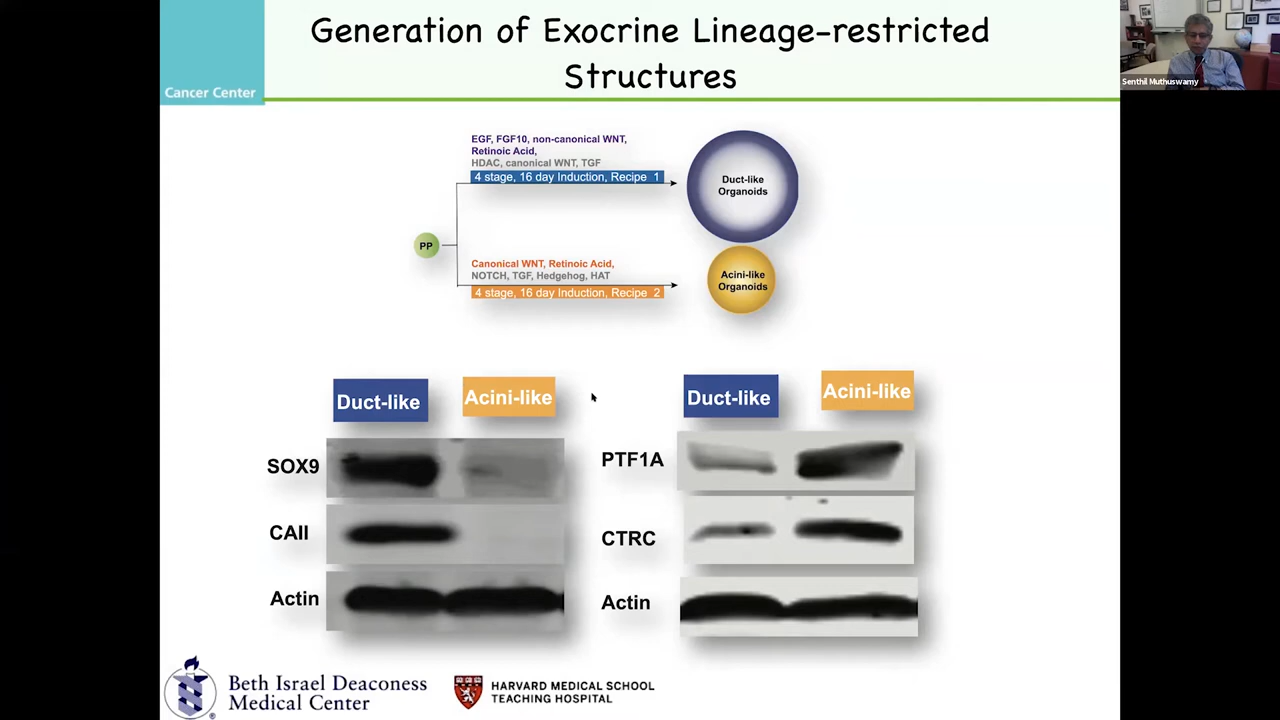 Generation of Exocrine Lineage-restricted
Structures
Cancer Center
Senthil Muthuswamy
EGF, FGF10, non-canonical WNT,
Retinoic Acid,
HDAC, canonical WNT, TGF
4 stage, 16 day Induction, Recipe 1
Duct-like
Organoids
PP
Canonical WNT, Retinoic Acid,
NOTCH, TGF, Hedgehog, HAT
4 stage, 16 day Induction, Recipe 2
Acini-like
Organoids
Duct-like
Acini-like
SOX9
CAII
Actin
Duct-like
Acini-like
PTF1A
CTRC
Actin
Beth Israel Deaconess
Medical Center
HARVARD MEDICAL SCHOOL
TEACHING HOSPITAL